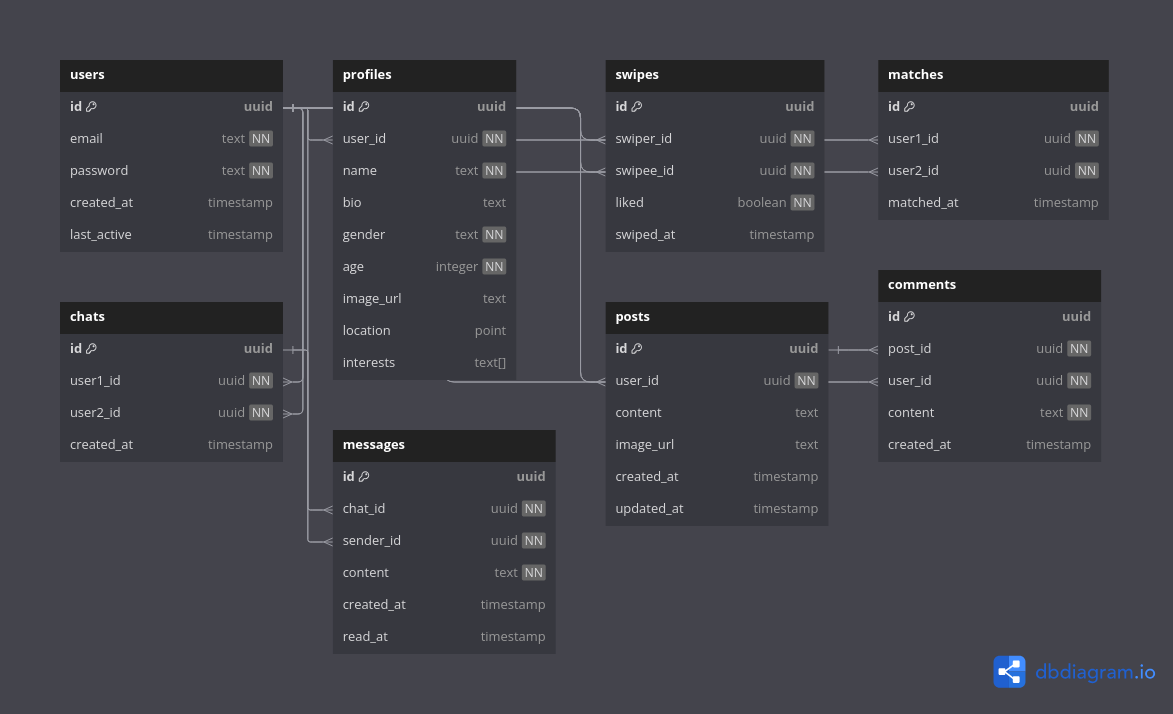 users
id uuid
email text NN
password text NN
created_at timestamp
last_active timestamp
profiles
id uuid
user_id uuid NN
name text NN
bio text
gender text NN
age integer NN
image_url text
location point
interests text[]
swipes
id uuid
swiper_id uuid NN
swipee_id uuid NN
liked boolean NN
swiped_at timestamp
matches
id uuid
user1_id uuid NN
user2_id uuid NN
matched_at timestamp
chats
id uuid
user1_id uuid NN
user2_id uuid NN
created_at timestamp
messages
id uuid
chat_id uuid NN
sender_id uuid NN
content text NN
created_at timestamp
read_at timestamp
posts
id uuid
user_id uuid NN
content text
image_url text
created_at timestamp
updated_at timestamp
comments
id uuid
post_id uuid NN
user_id uuid NN
content text NN
created_at timestamp
dbdiagram.io